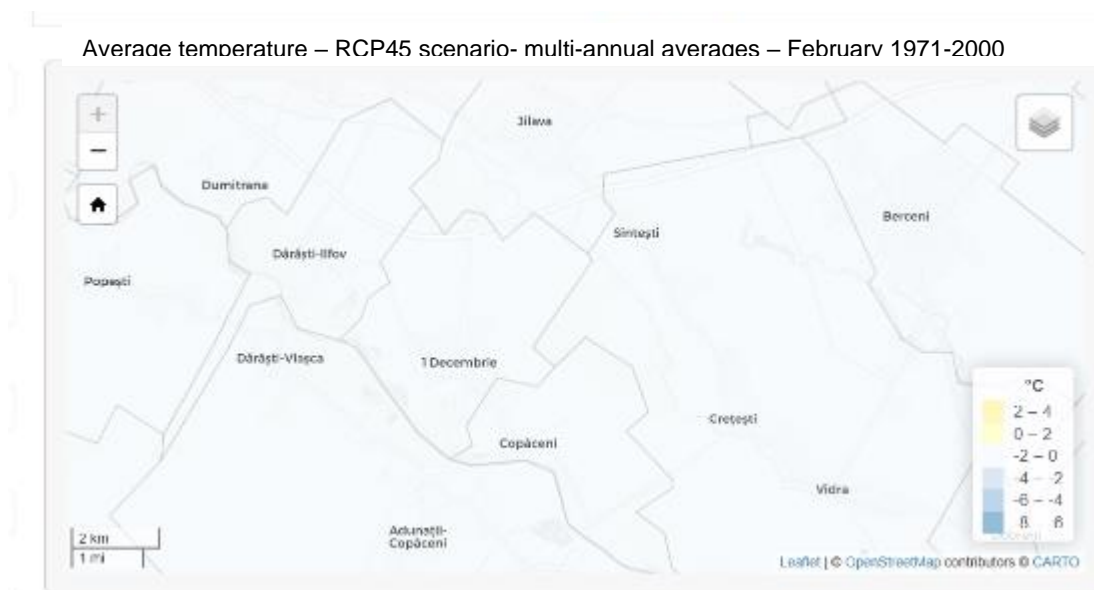 Average temperature – RCP45 scenario- multi-annual averages – February 1971-2000
+
−
Jilava
Dumitrana
Berceni
Sintești
Dărăști-Ilfov
Popești
Dărăști-Vlașca
1 Decembrie
Crețești
Copăceni
Vidra
Adunații-
Copăceni
2 km
1 mi
°C
2 – 4
0 – 2
-2 – 0
-4 – -2
-6 – -4
-8 – -6
Leaflet | © OpenStreetMap contributors © CARTO